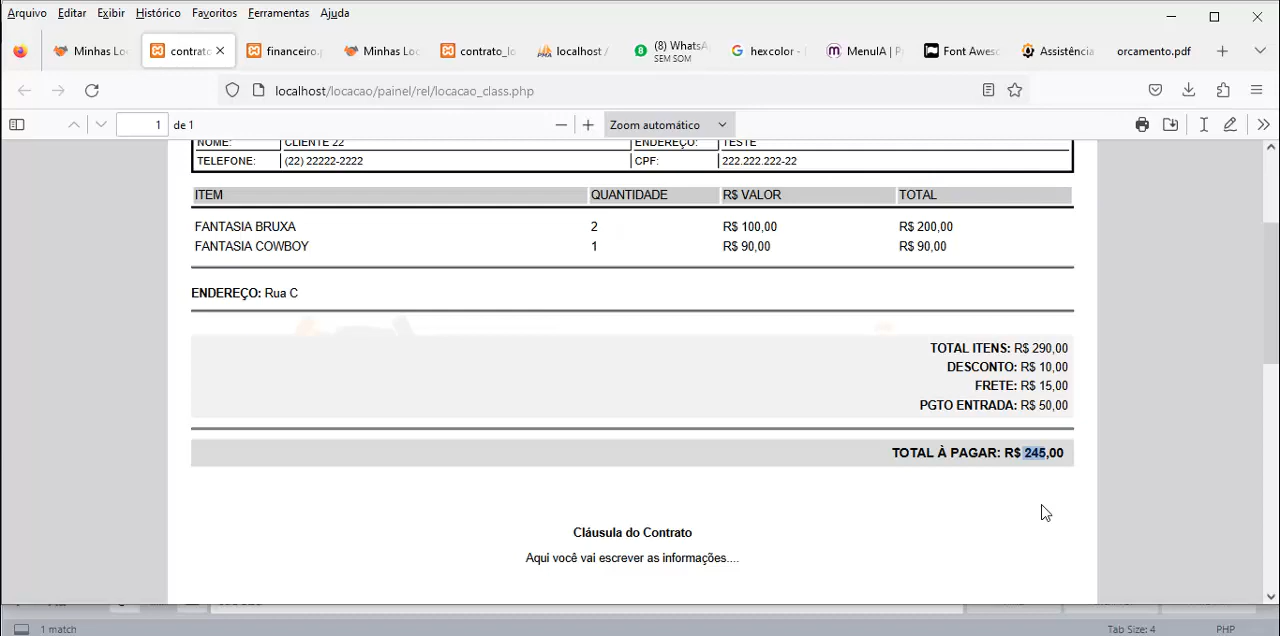 Arquivo Editar Exibir Histórico Favoritos Ferramentas Ajuda
Minhas Lo contrato financeiro. Minhas Loc contrato_lo localhost / (8) WhatsA hexcolor - MenuIA | P Font Awes Assistência orcamento.pdf
SEM SOM
localhost/locacao/painel/rel/locacao_class.php
1 de 1 Zoom automático
NOME: CLIENTE 22 ENDEREÇO: TESTE
TELEFONE: (22) 22222-2222 CPF: 222.222.222-22
ITEM QUANTIDADE R$ VALOR TOTAL
FANTASIA BRUXA 2 R$ 100,00 R$ 200,00
FANTASIA COWBOY 1 R$ 90,00 R$ 90,00
ENDEREÇO: Rua C
TOTAL ITENS: R$ 290,00
DESCONTO: R$ 10,00
FRETE: R$ 15,00
PGTO ENTRADA: R$ 50,00
TOTAL À PAGAR: R$ 245,00
Cláusula do Contrato
Aqui você vai escrever as informações....
1 match Tab Size: 4 PHP